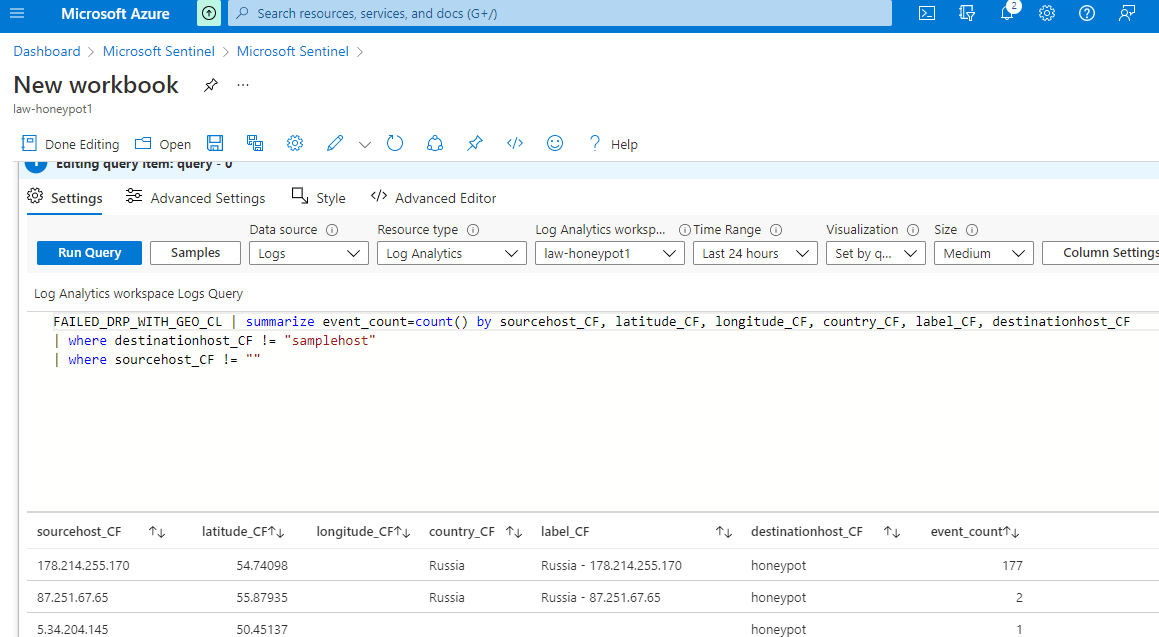 Microsoft Azure
Search resources, services, and docs (G+/)
2
Dashboard > Microsoft Sentinel > Microsoft Sentinel >
New workbook
...
law-honeypot1
Done Editing Open </> ? Help
Editing query item: query - 0
Settings Advanced Settings Style </> Advanced Editor
Data source Resource type Log Analytics worksp... Time Range Visualization Size
Run Query Samples Logs Log Analytics law-honeypot1 Last 24 hours Set by q... Medium Column Settings
Log Analytics workspace Logs Query
FAILED_DRP_WITH_GEO_CL | summarize event_count=count() by sourcehost_CF, latitude_CF, longitude_CF, country_CF, label_CF, destinationhost_CF
| where destinationhost_CF != "samplehost"
| where sourcehost_CF != ""
sourcehost_CF ↑↓ latitude_CF↑↓ longitude_CF↑↓ country_CF ↑↓ label_CF ↑↓ destinationhost_CF ↑↓ event_count↑↓
178.214.255.170 54.74098 Russia Russia - 178.214.255.170 honeypot 177
87.251.67.65 55.87935 Russia Russia - 87.251.67.65 honeypot 2
5.34.204.145 50.45137 honeypot 1